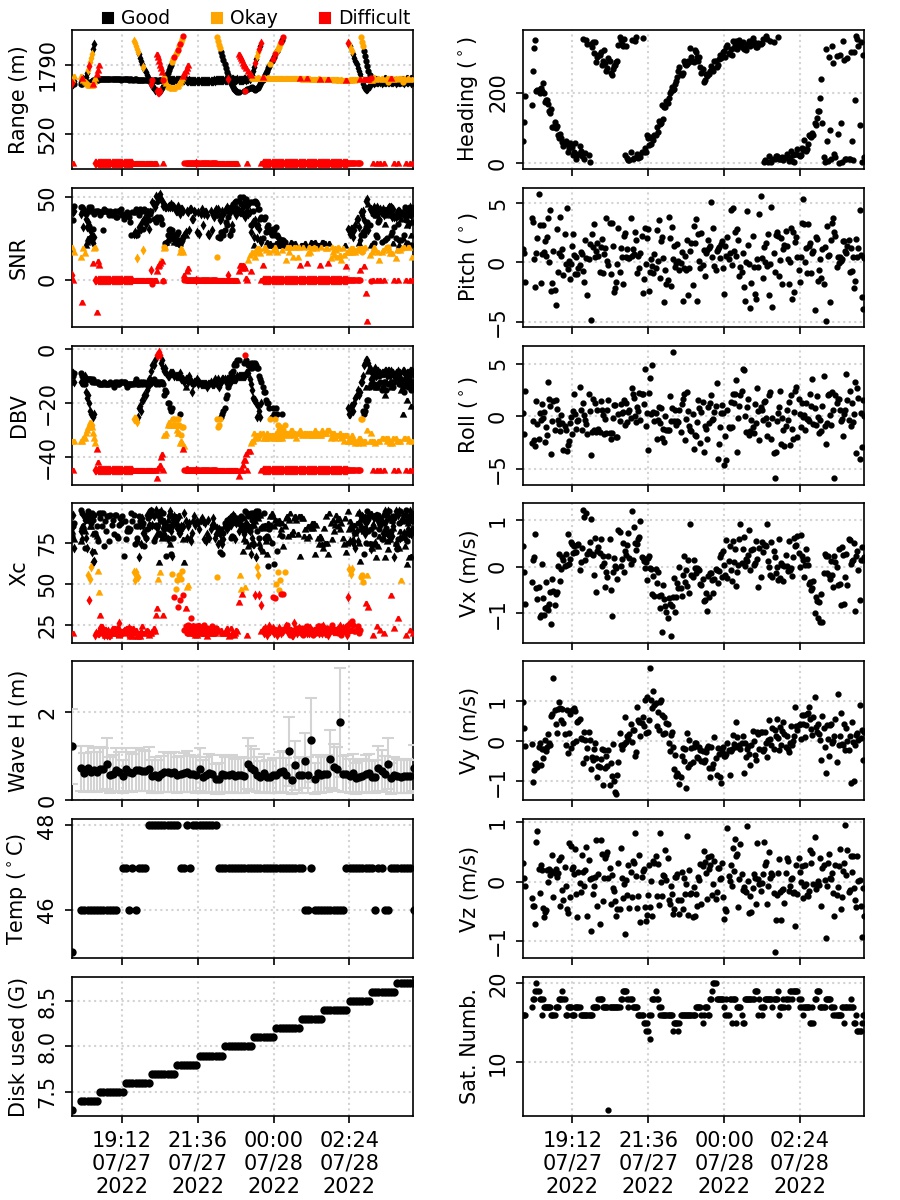 Good Okay Difficult
Range (m)
1790
520
Heading (°)
200
0
SNR
50
0
Pitch (°)
5
0
−5
DBV
0
−20
−40
Roll (°)
5
0
−5
Xc
75
50
25
Vx (m/s)
1
0
−1
Wave H (m)
2
0
Vy (m/s)
1
0
−1
Temp (°C)
48
46
Vz (m/s)
1
0
−1
Disk used (G)
8.5
8.0
7.5
Sat. Numb.
20
10
19:12 21:36 00:00 02:24
07/27 07/27 07/28 07/28
2022 2022 2022 2022
19:12 21:36 00:00 02:24
07/27 07/27 07/28 07/28
2022 2022 2022 2022